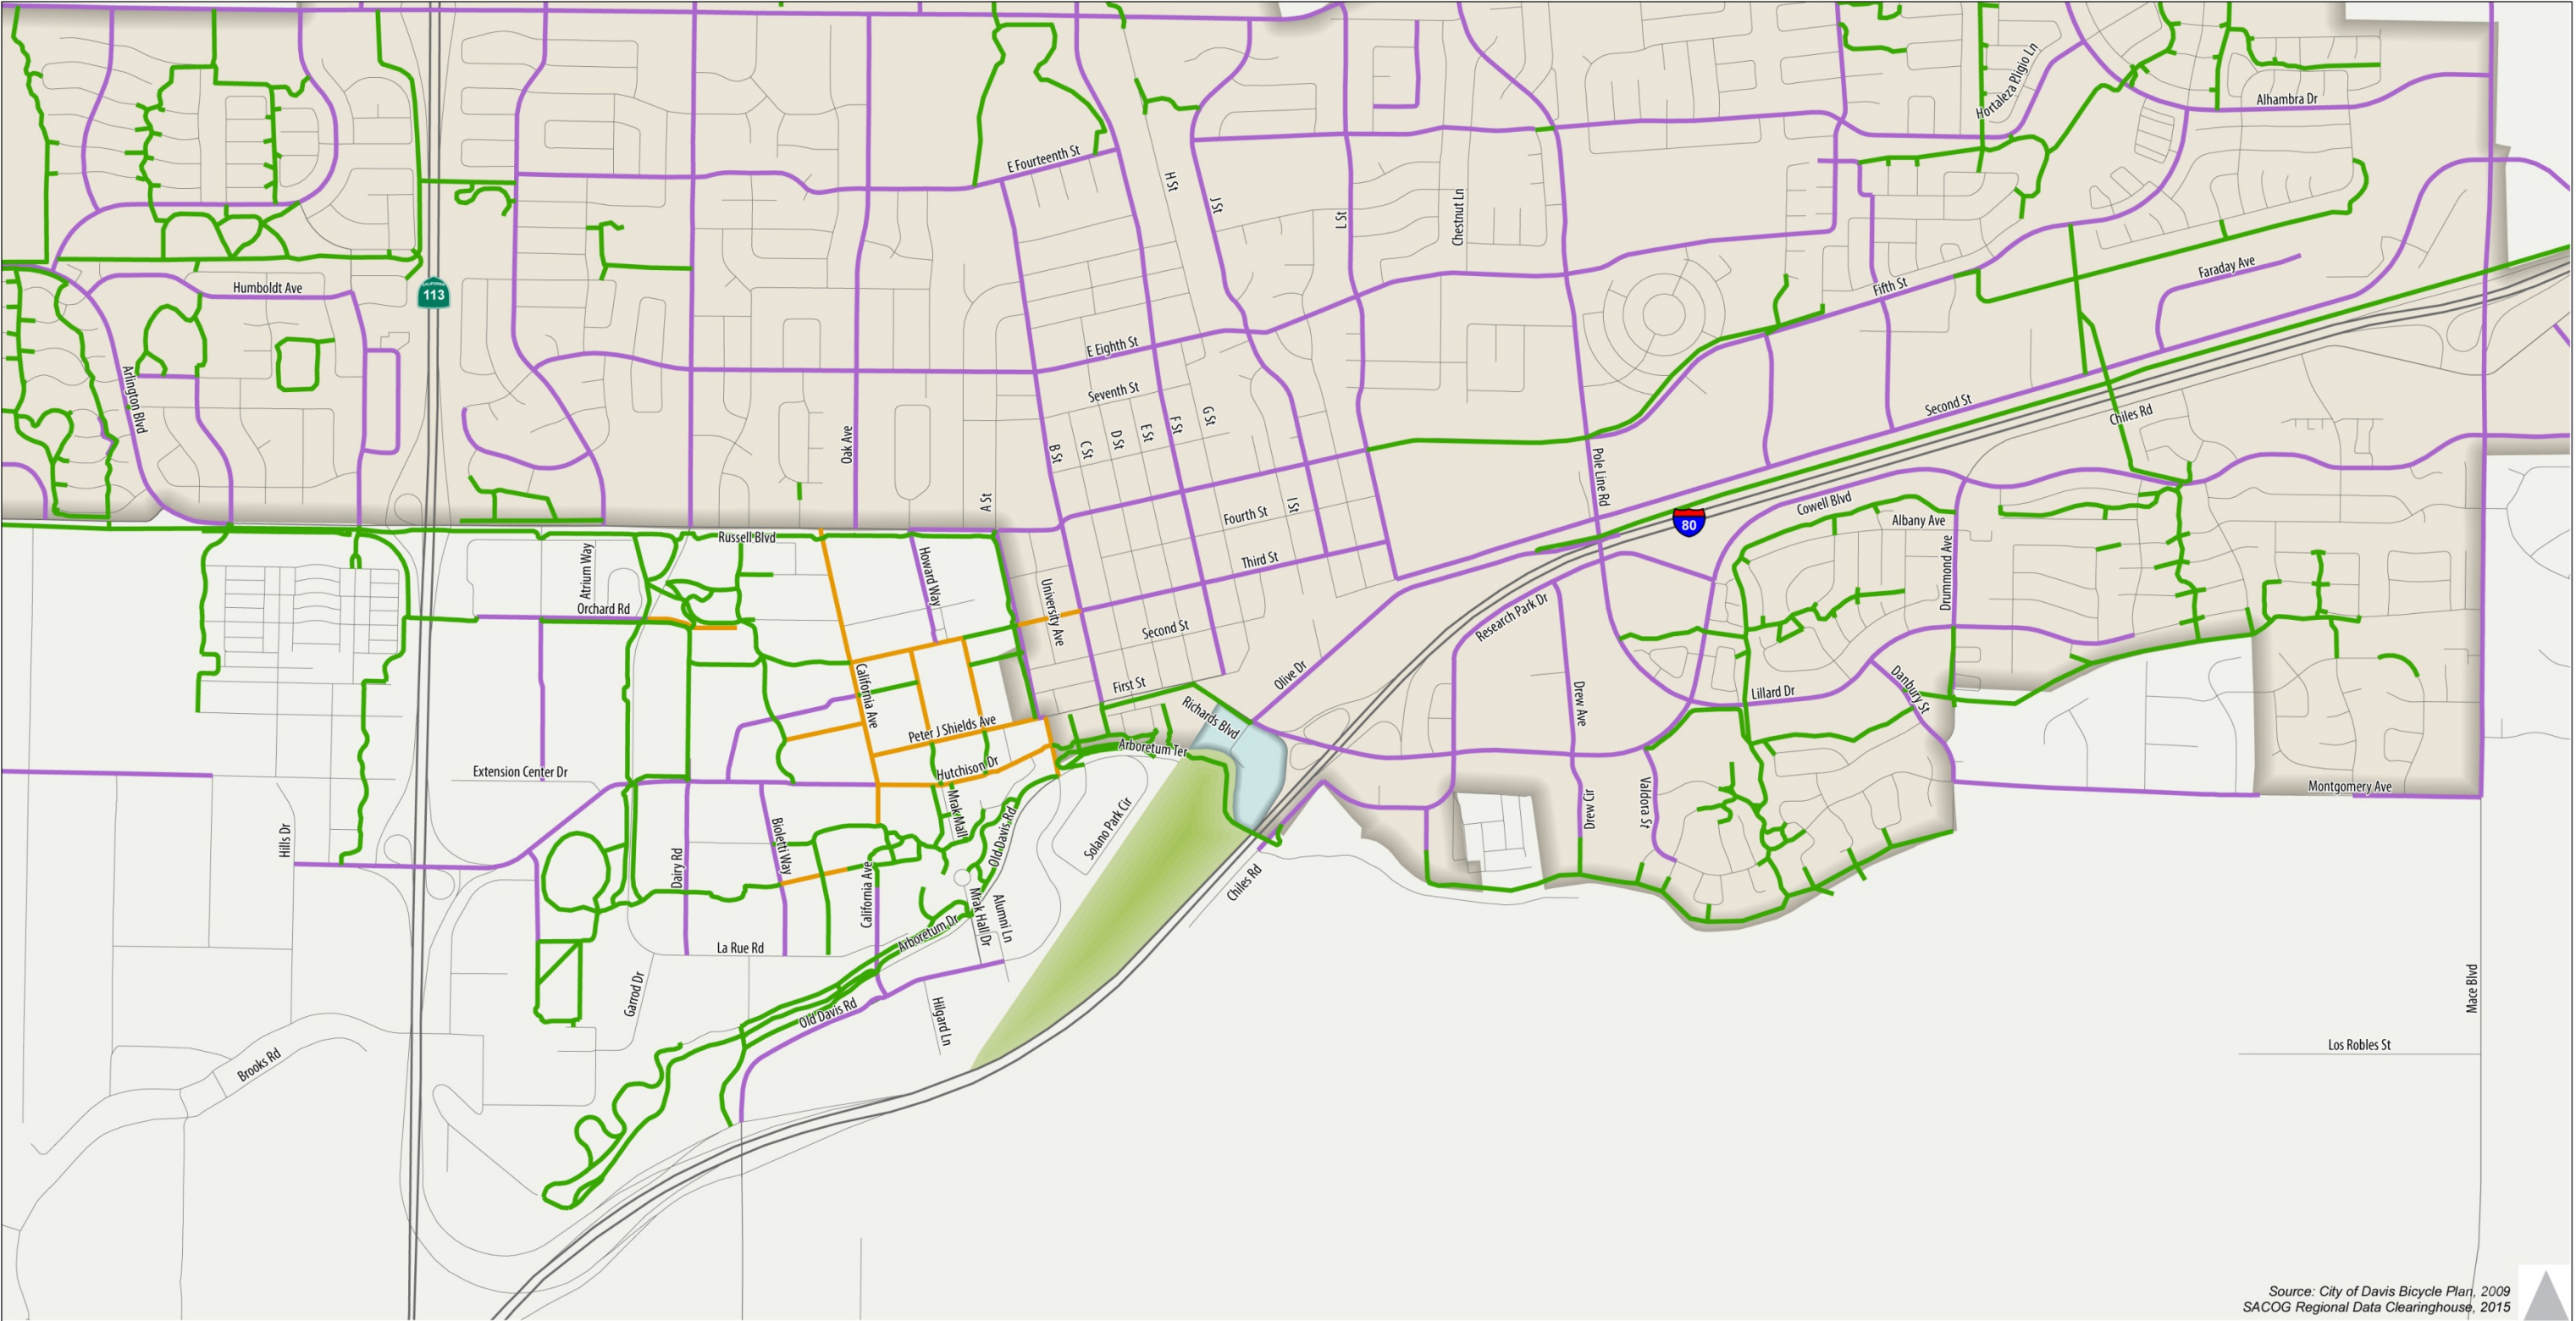 Hortaleza Pligio Ln
Alhambra Dr
E Fourteenth St
H St
J St
L St
Chestnut Ln
Faraday Ave
Fifth St
Humboldt Ave
CALIFORNIA
113
E Eighth St
Arlington Blvd
Seventh St
Second St
Chiles Rd
G St
F St
E St
D St
C St
B St
Oak Ave
Pole Line Rd
A St
I St
Fourth St
Cowell Blvd
80
Albany Ave
Russell Blvd
Third St
Atrium Way
Howard Way
Drummond Ave
Orchard Rd
University Ave
Research Park Dr
Second St
Olive Dr
California Ave
First St
Danbury St
Lillard Dr
Drew Ave
Richards Blvd
Peter J Shields Ave
Arboretum Ter
Extension Center Dr
Hutchison Dr
Montgomery Ave
Valdora St
Drew Cir
Mrak Mall
Solano Park Cir
Old Davis Rd
Hills Dr
Bioletti Way
Dairy Rd
California Ave
Chiles Rd
Mrak Hall Dr
Alumni Ln
Arboretum Dr
La Rue Rd
Garrod Dr
Mace Blvd
Old Davis Rd
Hilgard Ln
Los Robles St
Brooks Rd
Source: City of Davis Bicycle Plan, 2009
SACOG Regional Data Clearinghouse, 2015